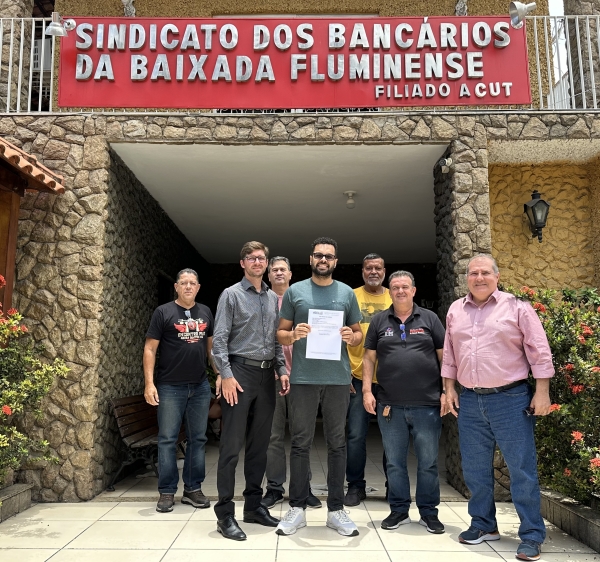 SINDICATO DOS BANCÁRIOS
DA BAIXADA FLUMINENSE
FILIADO A CUT